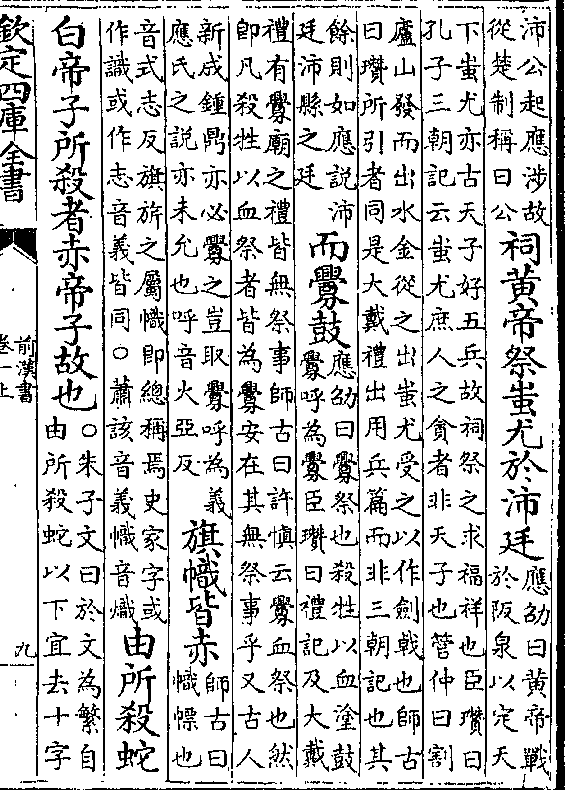 沛公起應涉故
從楚制稱曰公
祠黃帝祭蚩尤於沛廷
應劭曰黃帝戰
於阪泉以定天
下蚩尤亦古天子好五兵故祠祭之求福祥也臣瓚曰
孔子三朝記云蚩尤庶人之貪者非天子也管仲曰割
廬山發而出水金從之出蚩尤受之以作劍戟也師古
曰瓚所引者同是大戴禮出用兵篇而非三朝記也其
餘則如應說沛
廷沛縣之廷
而釁鼓
應劭曰釁祭也殺牲以血塗鼓
釁呼為釁臣瓚曰禮記及大戴
禮有釁廟之禮皆無祭事師古曰許慎云釁血祭也然
即凡殺牲以血祭者皆為釁安在其無祭事乎又古人
新成鍾鼎亦必釁之豈取釁呼為義
應氏之說亦未允也呼音火亞反
旗幟皆赤
師古曰
幟幖也
音式志反旗旂之屬幟即總稱焉史家字或
作識或作志音義皆同○蕭該音義幟音熾
由所殺蛇
白帝子所殺者赤帝子故也
○朱子文曰於文為繁自
由所殺蛇以下宜去十字
欽定四庫全書
前漢書
卷一上
九